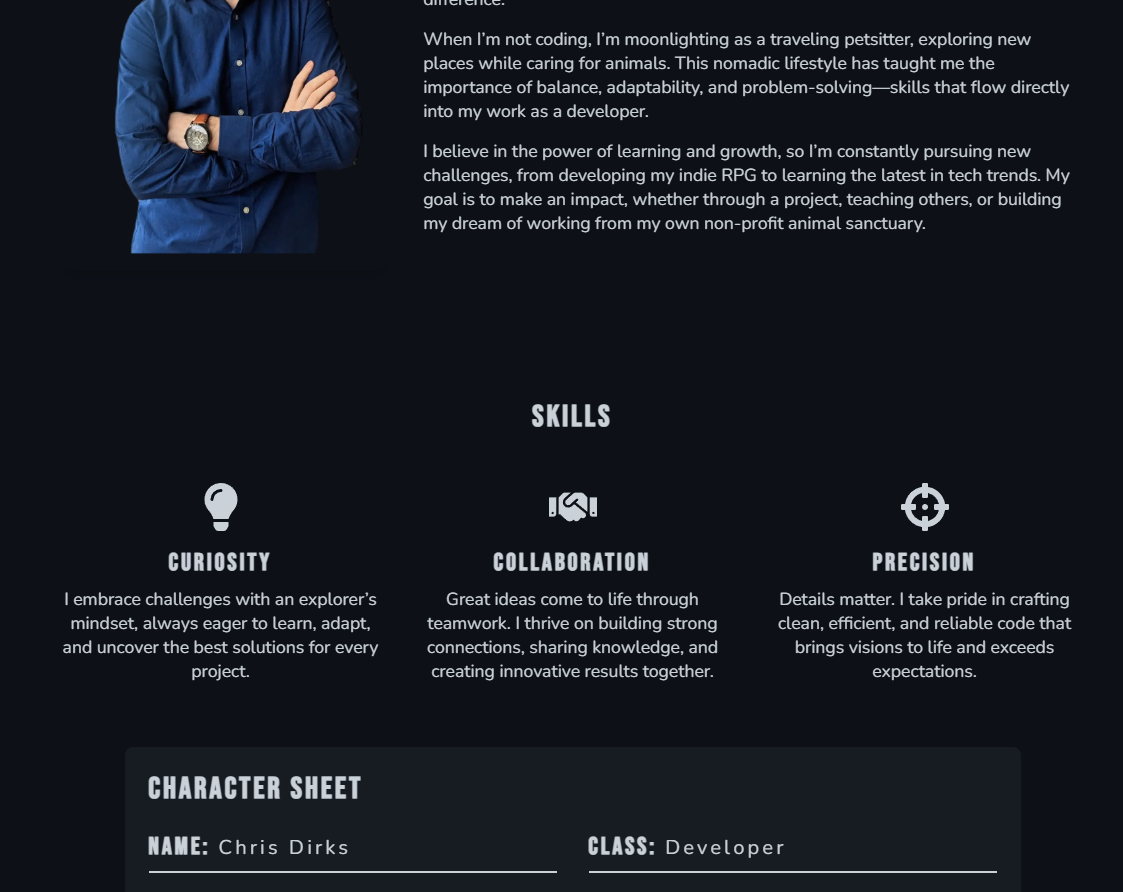 difference.
When I’m not coding, I’m moonlighting as a traveling petsitter, exploring new
places while caring for animals. This nomadic lifestyle has taught me the
importance of balance, adaptability, and problem-solving—skills that flow directly
into my work as a developer.
I believe in the power of learning and growth, so I’m constantly pursuing new
challenges, from developing my indie RPG to learning the latest in tech trends. My
goal is to make an impact, whether through a project, teaching others, or building
my dream of working from my own non-profit animal sanctuary.
SKILLS
CURIOSITY
I embrace challenges with an explorer’s
mindset, always eager to learn, adapt,
and uncover the best solutions for every
project.
COLLABORATION
Great ideas come to life through
teamwork. I thrive on building strong
connections, sharing knowledge, and
creating innovative results together.
PRECISION
Details matter. I take pride in crafting
clean, efficient, and reliable code that
brings visions to life and exceeds
expectations.
CHARACTER SHEET
NAME: Chris Dirks
CLASS: Developer